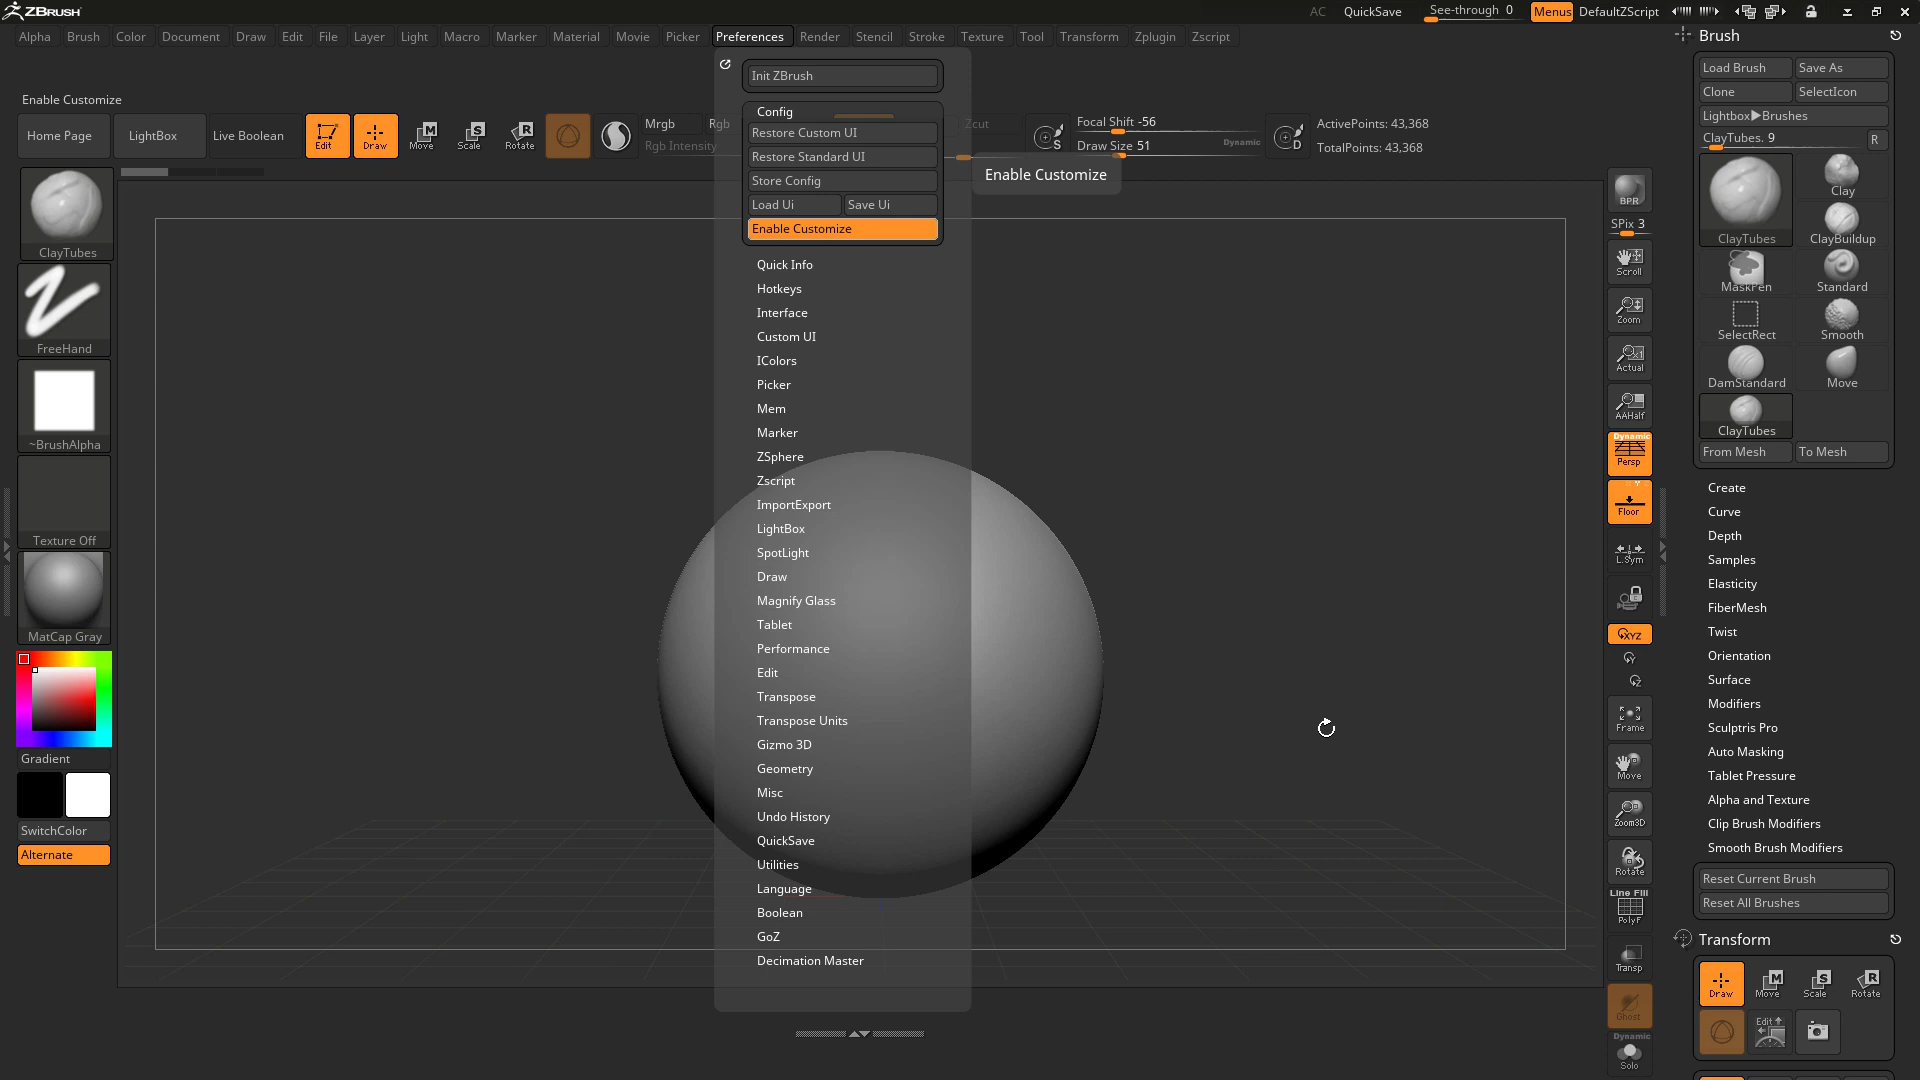 ZBRUSH
AC QuickSave See-through 0 Menus DefaultZScript
Alpha Brush Color Document Draw Edit File Layer Light Macro Marker Material Movie Picker Preferences Render Stencil Stroke Texture Tool Transform Zplugin Zscript
Enable Customize
Home Page LightBox Live Boolean Edit Draw Move Scale Rotate
M S R
Mrgb Rgb
Rgb Intensity
Zcut
S
Focal Shift -56
Draw Size 51 Dynamic
D
ActivePoints: 43,368
TotalPoints: 43,368
Init ZBrush
Config
Restore Custom UI
Restore Standard UI
Store Config
Load Ui Save Ui
Enable Customize
Enable Customize
Quick Info
Hotkeys
Interface
Custom UI
IColors
Picker
Mem
Marker
ZSphere
Zscript
ImportExport
LightBox
SpotLight
Draw
Magnify Glass
Tablet
Performance
Edit
Transpose
Transpose Units
Gizmo 3D
Geometry
Misc
Undo History
QuickSave
Utilities
Language
Boolean
GoZ
Decimation Master
ClayTubes
FreeHand
~BrushAlpha
Texture Off
MatCap Gray
Gradient
SwitchColor
Alternate
BPR
SPix 3
Scroll
Zoom
Actual
AAHalf
Dynamic
Persp
Floor
L.Sym
XYZ
Y
Z
Frame
Move
Zoom3D
Rotate
Line Fill
PolyF
Transp
Ghost
Dynamic
Solo
Brush
Load Brush Save As
Clone SelectIcon
Lightbox▶Brushes
ClayTubes. 9 R
ClayTubes Clay
ClayBuildup
MaskPen Standard
SelectRect Smooth
DamStandard Move
ClayTubes
From Mesh To Mesh
Create
Curve
Depth
Samples
Elasticity
FiberMesh
Twist
Orientation
Surface
Modifiers
Sculptris Pro
Auto Masking
Tablet Pressure
Alpha and Texture
Clip Brush Modifiers
Smooth Brush Modifiers
Reset Current Brush
Reset All Brushes
Transform
M S R
Draw Move Scale Rotate
Edit